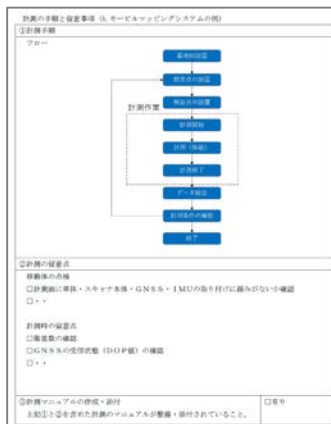 計測の手順と留意事項（h.モービルマッピングシステムの例）
①計測手順
フロー
基準局設置
調整点の設置
検証点の設置
計測作業
計測開始
計測（移動）
計測終了
データ統合
計測条件の確認
終了
②計測の留意点
移動体の点検
□計測前に車体・スキャナ本体・ＧＮＳＳ・ＩＭＵの取り付けに緩みがないか確認
□・・
計測時の留意点
□衛星数の確認
□ＧＮＳＳの受信状態（ＤＯＰ値）の確認
□・・
③計測マニュアルの作成・添付
□有り
上記①と②を含めた計測のマニュアルが整備・添付されていること。